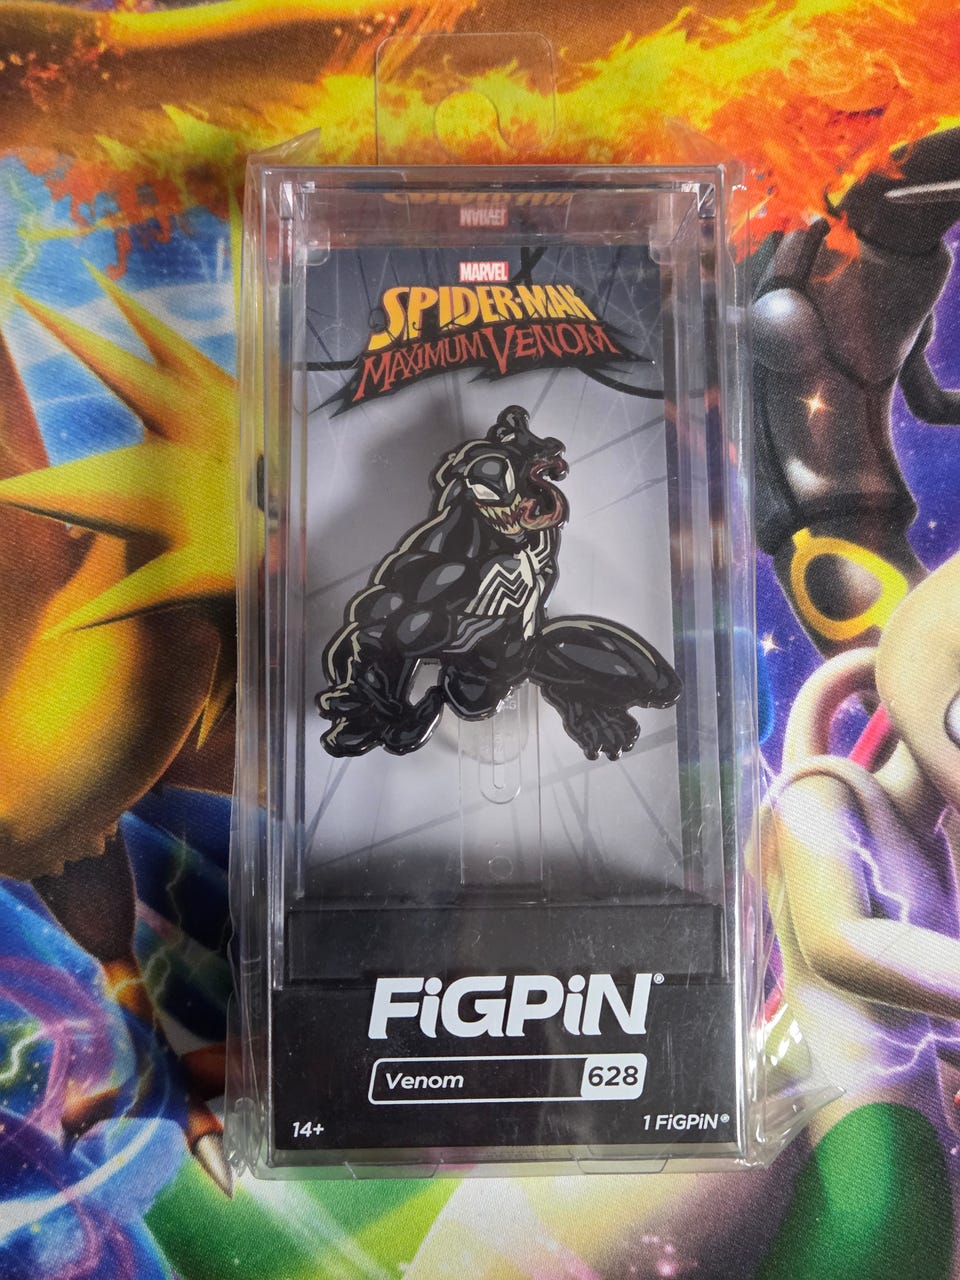 MARVEL
SPIDER-MAN
MAXIMUM VENOM
FiGPiN®
Venom 628
14+ 1 FiGPiN®